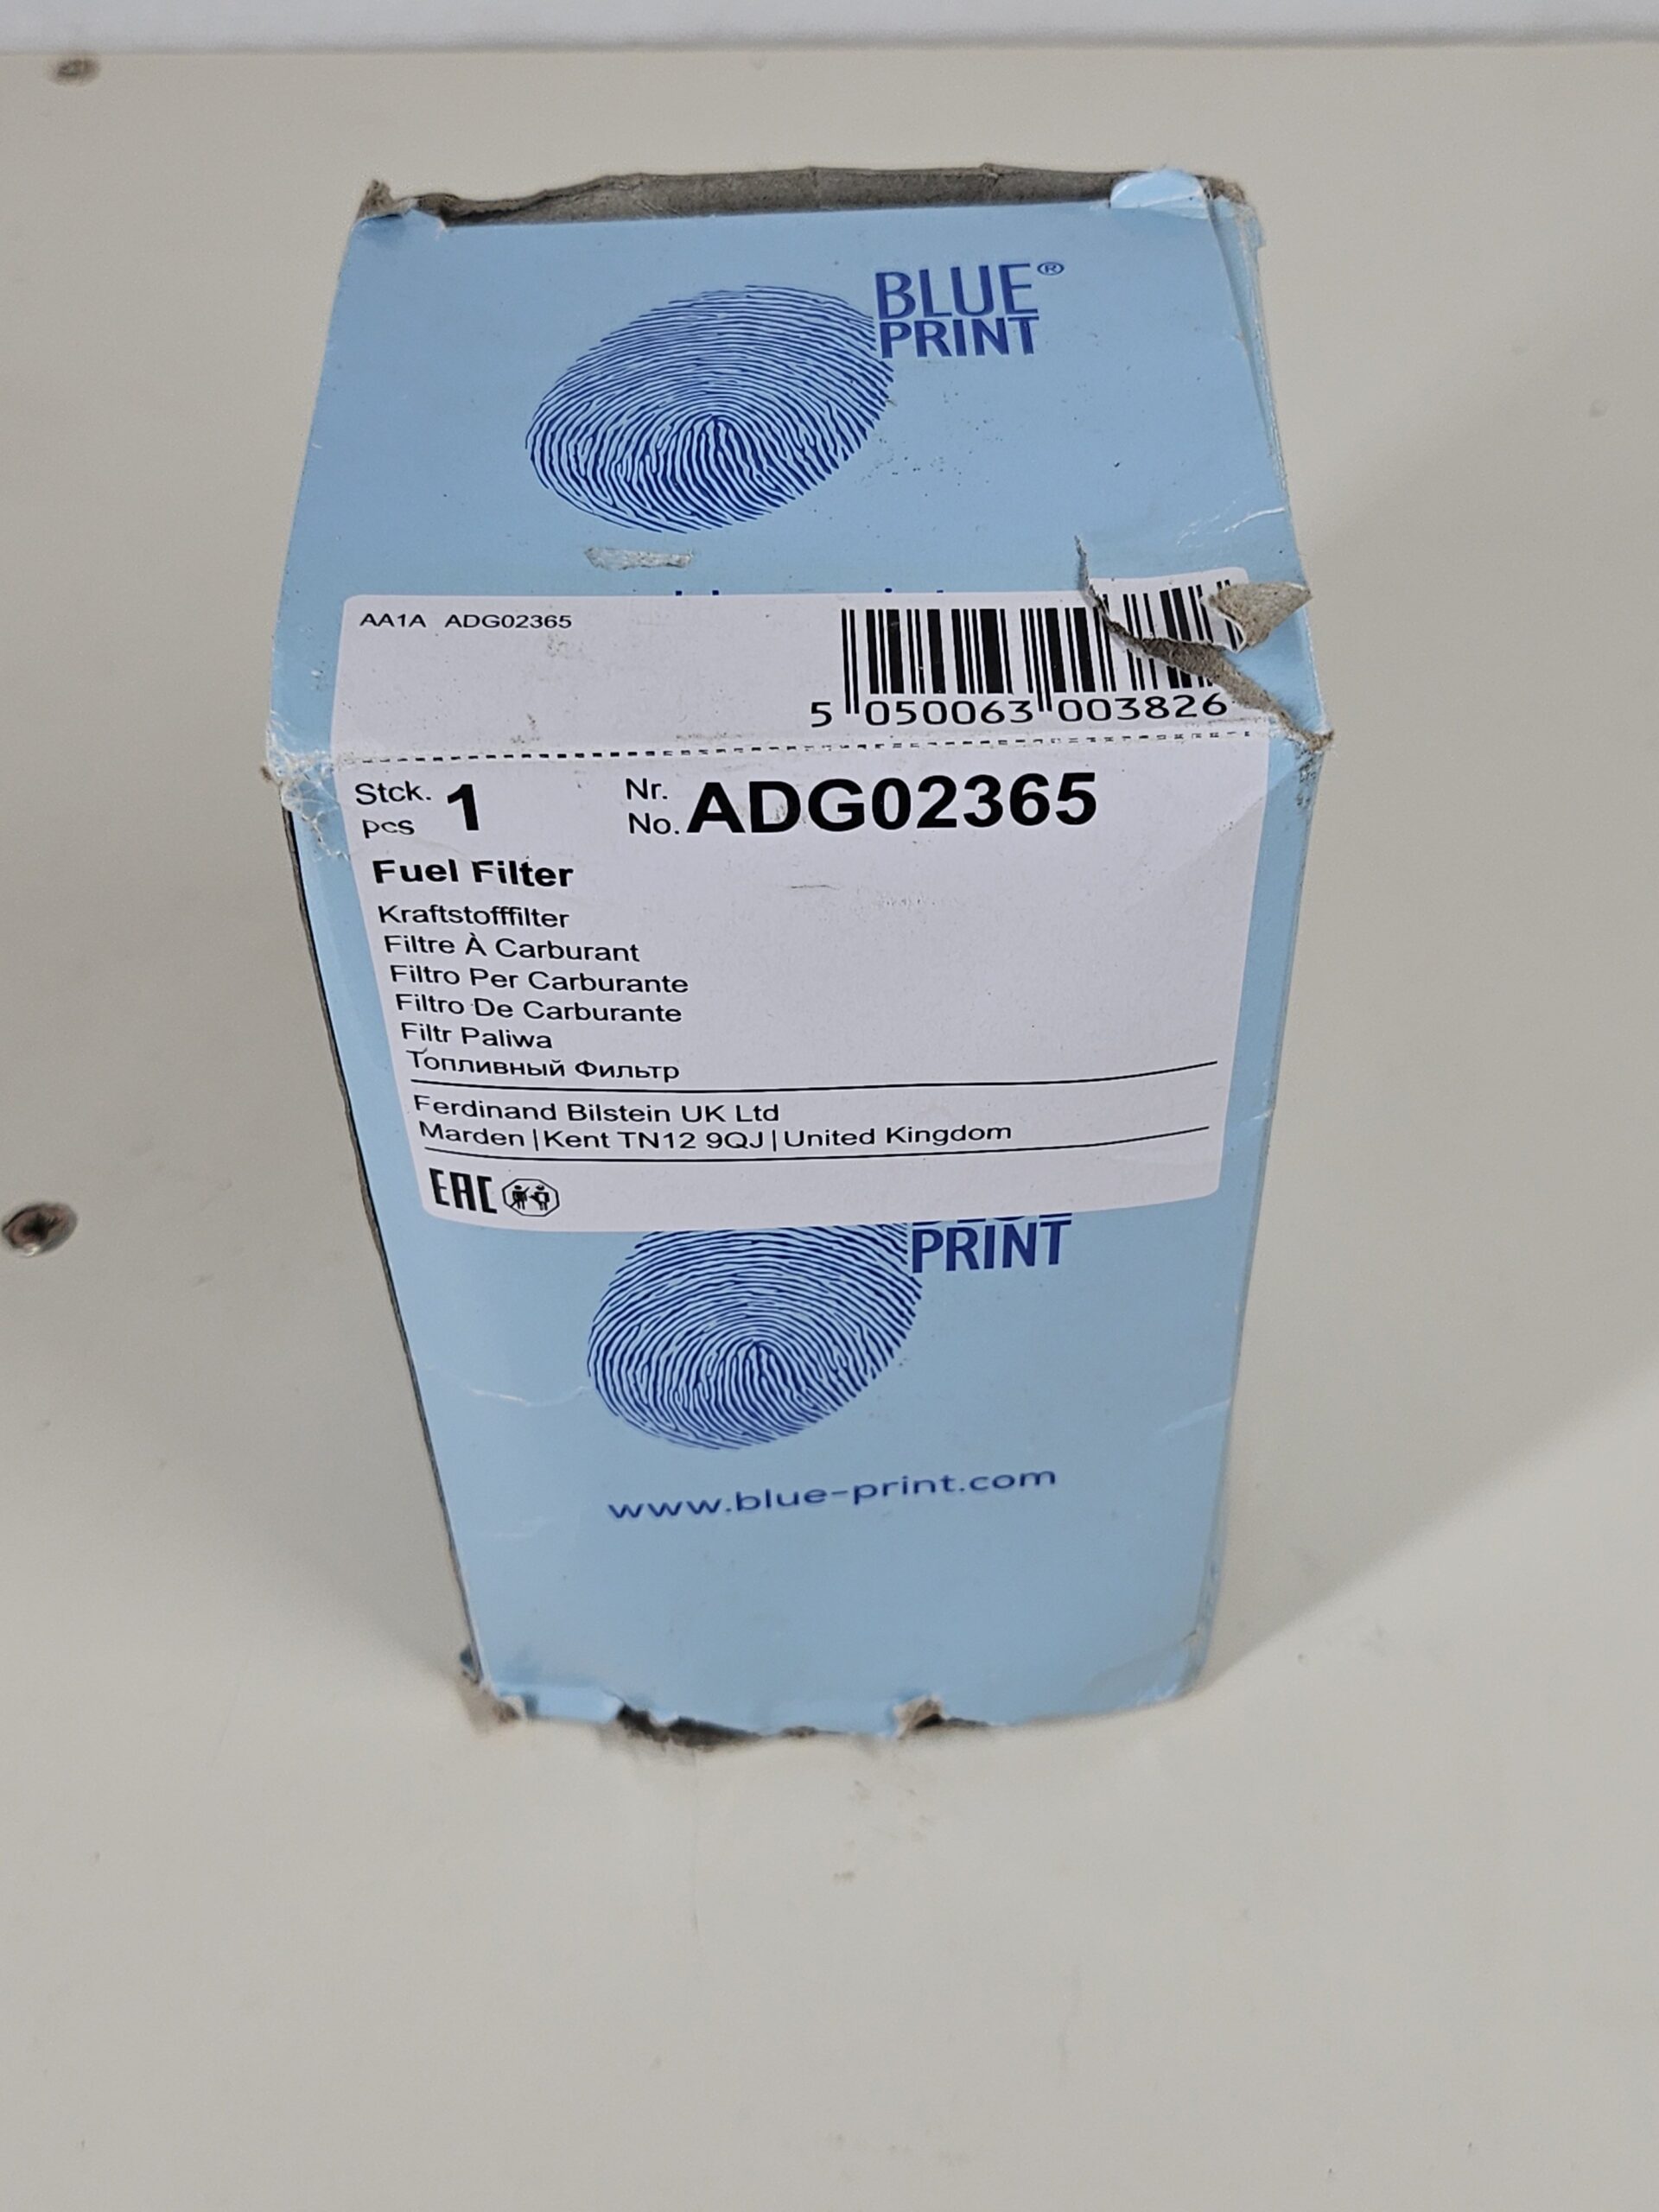 BLUE®
PRINT
AA1A ADG02365
5 050063 003826
Stck. 1
pcs
Nr.
No. ADG02365
Fuel Filter
Kraftstofffilter
Filtre À Carburant
Filtro Per Carburante
Filtro De Carburante
Filtr Paliwa
Топливный Фильтр
Ferdinand Bilstein UK Ltd
Marden | Kent TN12 9QJ | United Kingdom
EAC
PRINT
www.blue-print.com